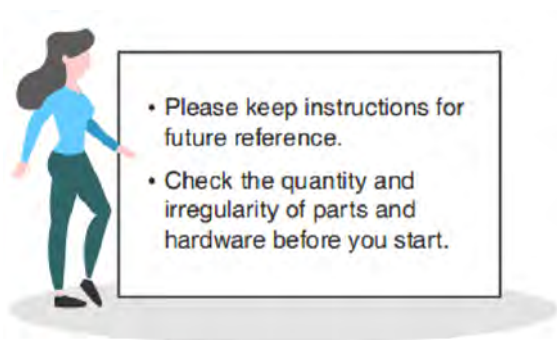 • Please keep instructions for
future reference.
• Check the quantity and
irregularity of parts and
hardware before you start.